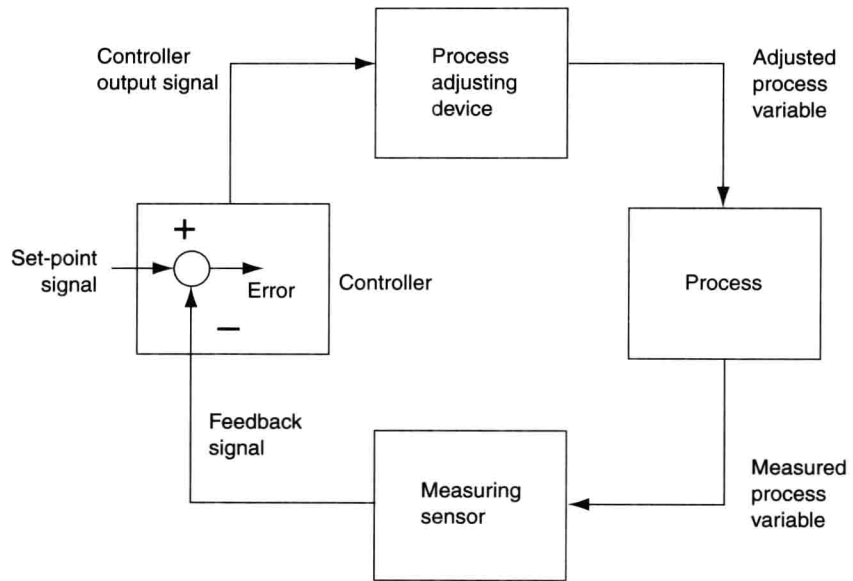 Controller
output signal
Process
adjusting
device
Adjusted
process
variable
+
Set-point
signal
Error
Controller
−
Process
Feedback
signal
Measuring
sensor
Measured
process
variable